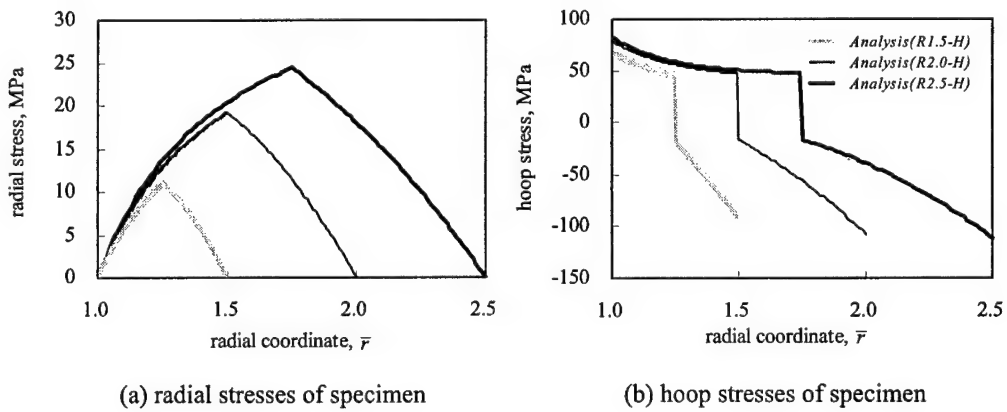 30
25
20
15
10
5
0
radial stress, MPa
1.0 1.5 2.0 2.5
radial coordinate, r̅
(a) radial stresses of specimen
100
50
0
-50
-100
-150
hoop stress, MPa
Analysis(R1.5-H)
Analysis(R2.0-H)
Analysis(R2.5-H)
1.0 1.5 2.0 2.5
radial coordinate, r̅
(b) hoop stresses of specimen